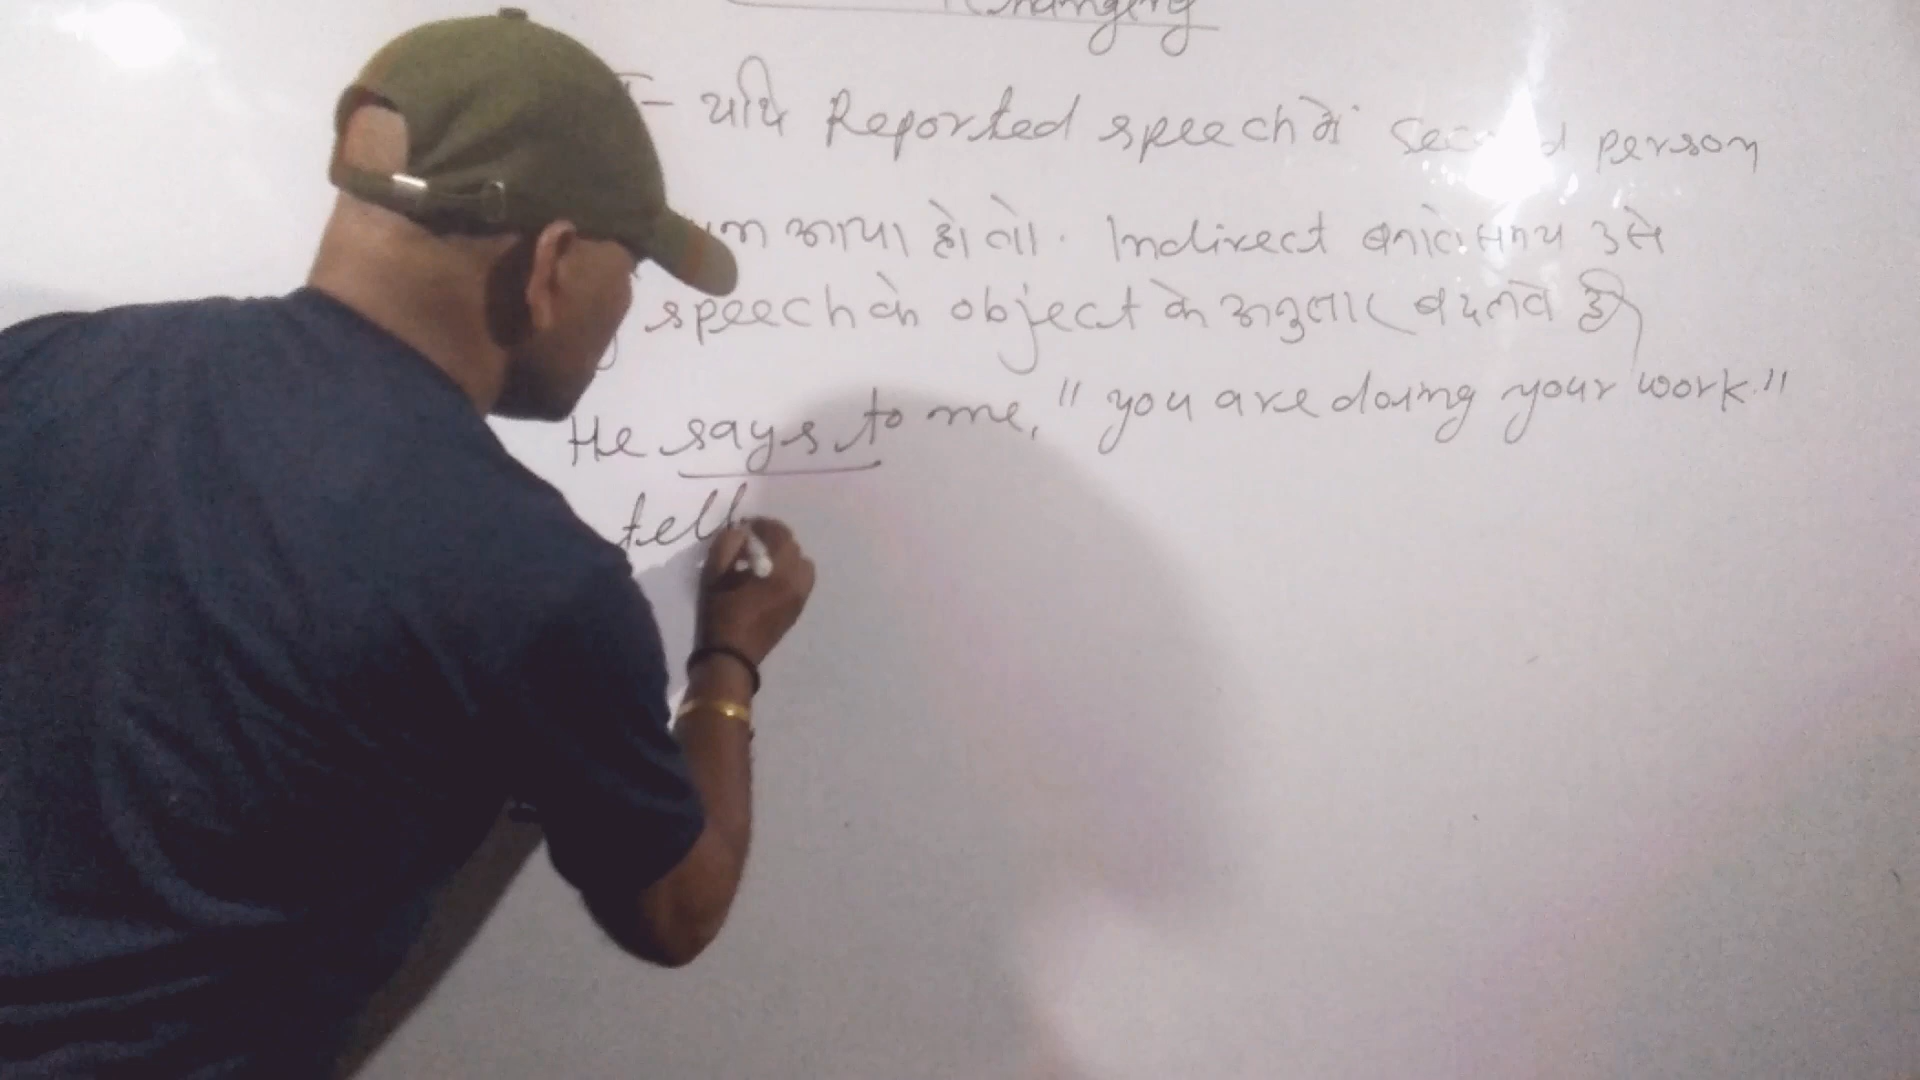 Changing
- यदि Reported speech में Second person
आया हो तो. Indirect बनाते समय उसे
speech के object के अनुसार बदलते है
He says to me, "you are doing your work."
tell